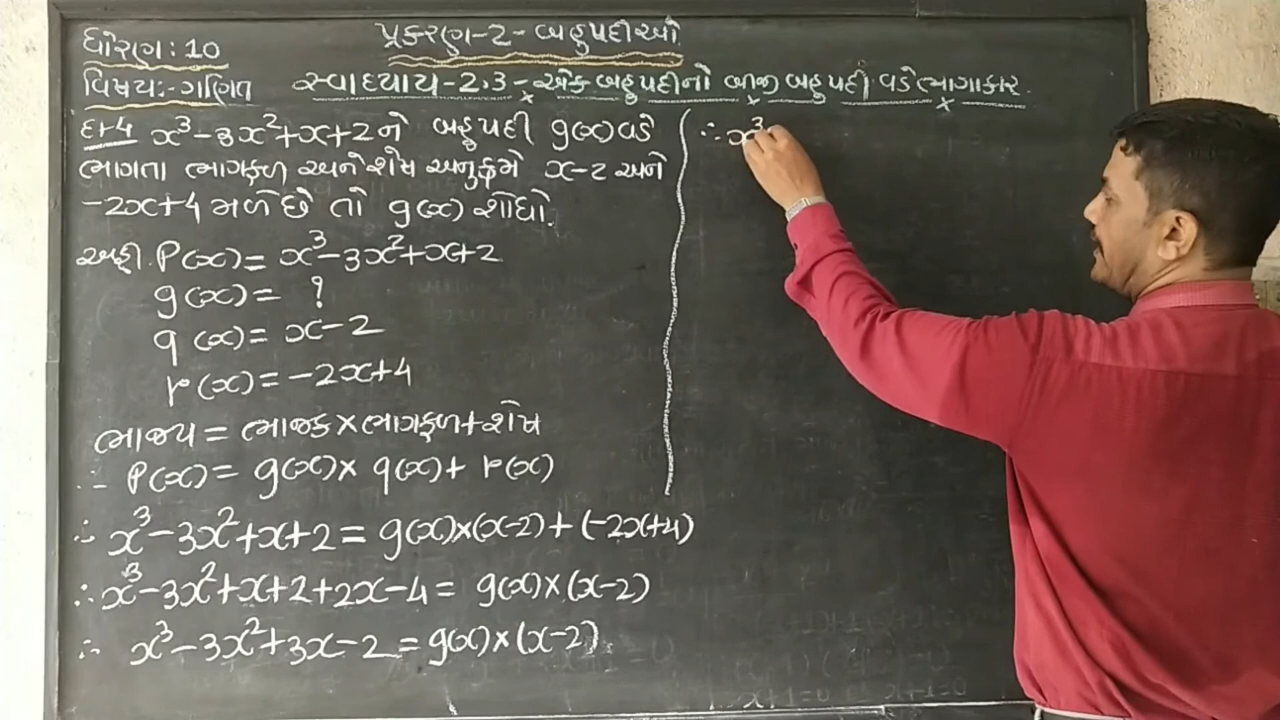 ધોરણ: 10
પ્રકરણ-2- બહુપદીઓ
વિષય:-ગણિત
સ્વાધ્યાય-2.3 - એક બહુપદીનો બીજી બહુપદી વડે ભાગાકાર
દા-4 x³-3x²+x+2ને બહુપદી g(x)વડે
ભાગતા ભાગફળ અને શેષ અનુક્રમે x-2 અને
-2x+4 મળે છે તો g(x) શોધો.
અહીં. P(x)= x³-3x²+x+2
g(x)= ?
q(x)= x-2
r(x)= -2x+4
ભાજ્ય = ભાજક×ભાગફળ+શેષ
∴ P(x)= g(x)× q(x)+ r(x)
∴ x³-3x²+x+2= g(x)×(x-2)+(-2x+4)
∴x³-3x²+x+2+2x-4= g(x)×(x-2)
∴ x³-3x²+3x-2=g(x)×(x-2)
∴x³